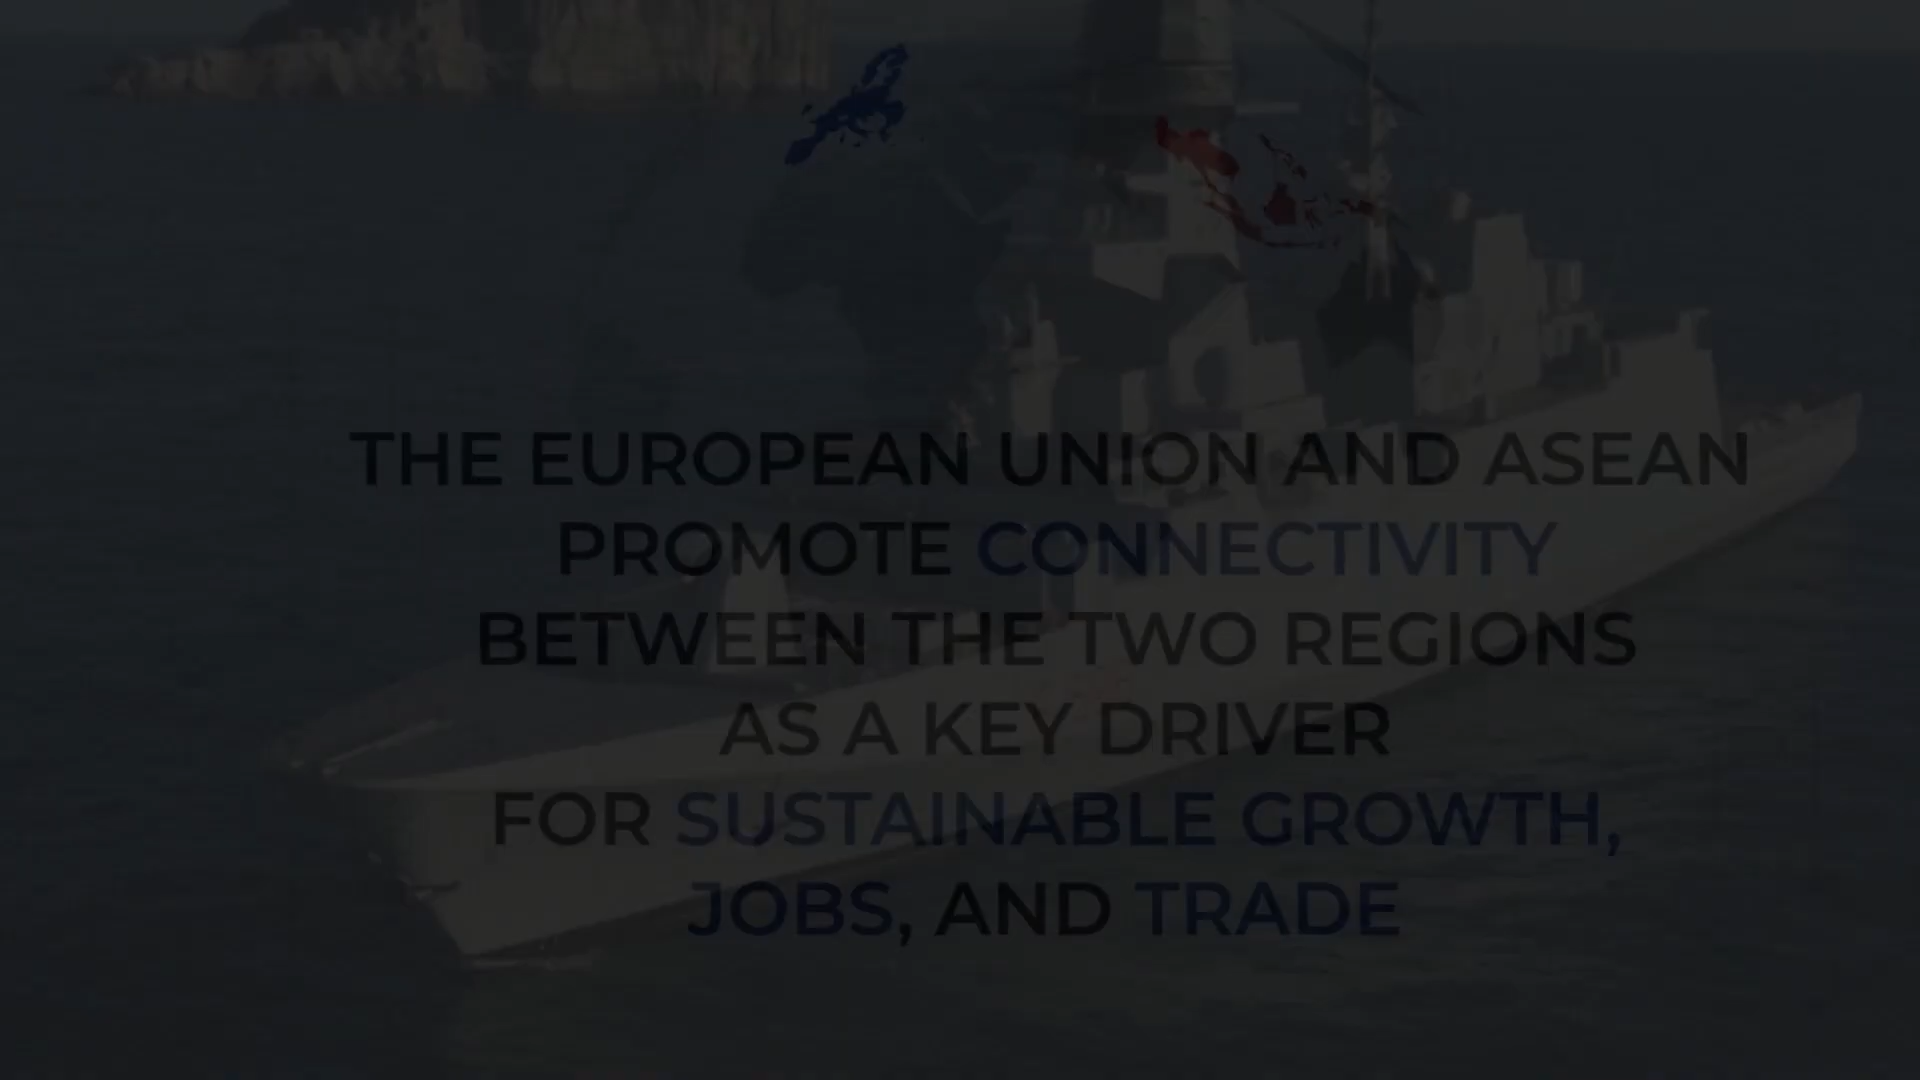 THE EUROPEAN UNION AND ASEAN
PROMOTE CONNECTIVITY
BETWEEN THE TWO REGIONS
AS A KEY DRIVER
FOR SUSTAINABLE GROWTH,
JOBS, AND TRADE